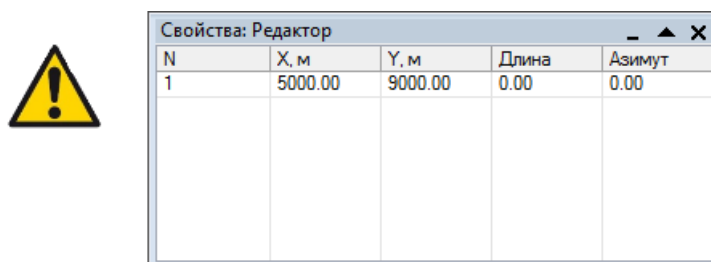 Свойства: Редактор
N X, м Y, м Длина Азимут
1 5000.00 9000.00 0.00 0.00